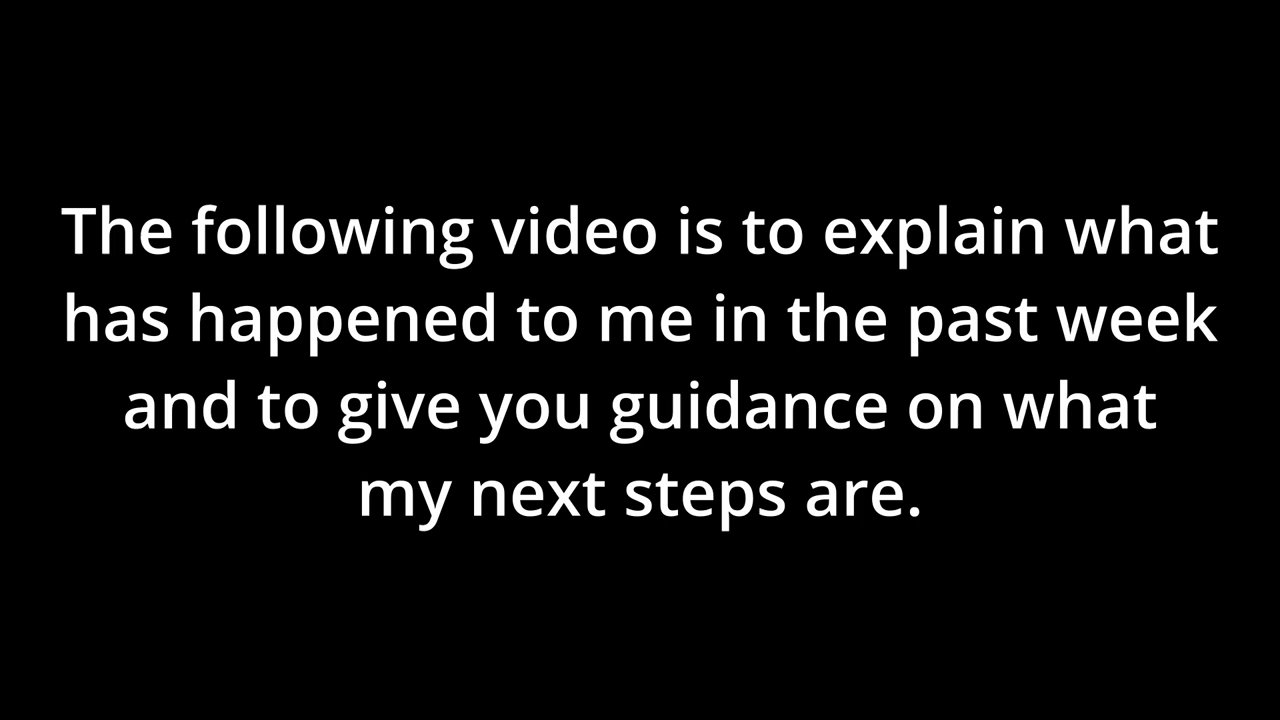 The following video is to explain what
has happened to me in the past week
and to give you guidance on what
my next steps are.